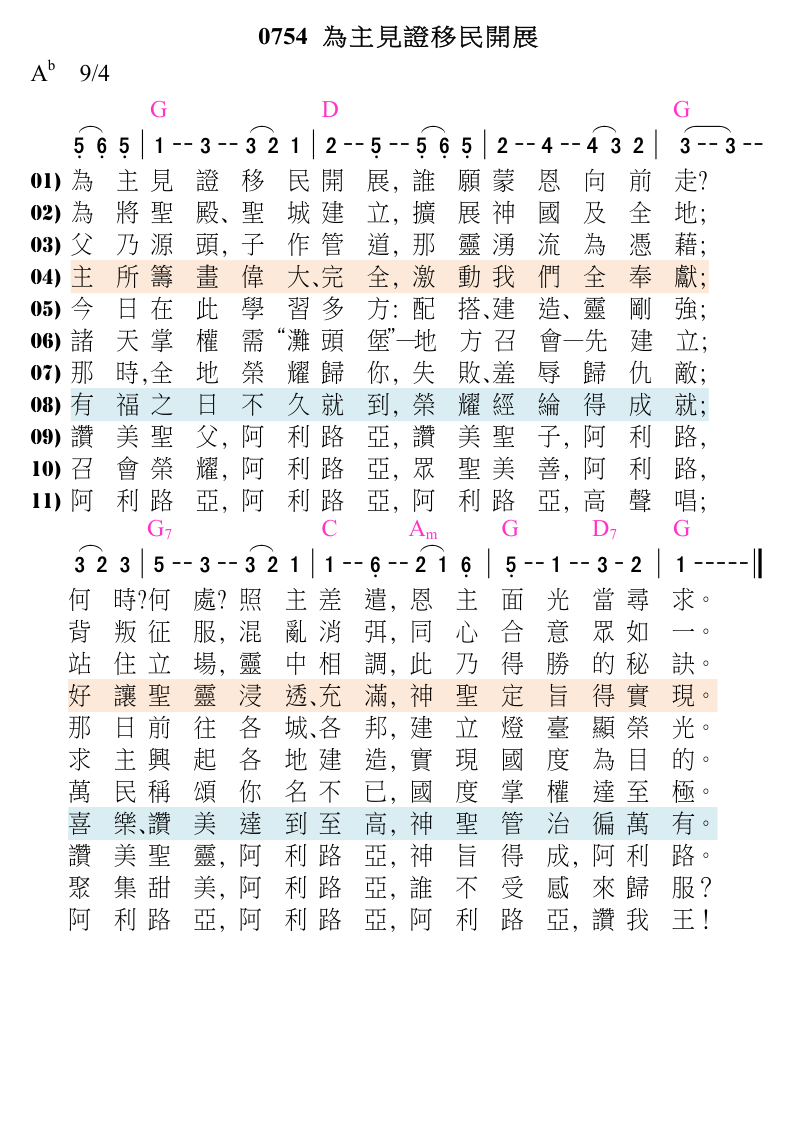 0754 為主見證移民開展
Ab 9/4
G D G
5 6 5 | 1 -- 3 -- 3 2 1 | 2 -- 5 -- 5 6 5 | 2 -- 4 -- 4 3 2 | 3 -- 3 --
01) 為主見證移民開展,誰願蒙恩向前走?
02) 為將聖殿、聖城建立,擴展神國及全地;
03) 父乃源頭,子作管道,那靈湧流為憑藉;
04) 主所籌畫偉大、完全,激動我們全奉獻;
05) 今日在此學習多方:配搭、建造、靈剛強;
06) 諸天掌權需“灘頭堡”—地方召會—先建立;
07) 那時,全地榮耀歸你,失敗、羞辱歸仇敵;
08) 有福之日不久就到,榮耀經綸得成就;
09) 讚美聖父,阿利路亞,讚美聖子,阿利路,
10) 召會榮耀,阿利路亞,眾聖美善,阿利路,
11) 阿利路亞,阿利路亞,阿利路亞,高聲唱;
G7 C Am G D7 G
3 2 3 | 5 -- 3 -- 3 2 1 | 1 -- 6 -- 2 1 6 | 5 -- 1 -- 3 - 2 | 1 ----- ||
何時?何處?照主差遣,恩主面光當尋求。
背叛征服,混亂消弭,同心合意眾如一。
站住立場,靈中相調,此乃得勝的秘訣。
好讓聖靈浸透、充滿,神聖定旨得實現。
那日前往各城、各邦,建立燈臺顯榮光。
求主興起各地建造,實現國度為目的。
萬民稱頌你名不已,國度掌權達至極。
喜樂、讚美達到至高,神聖管治徧萬有。
讚美聖靈,阿利路亞,神旨得成,阿利路。
聚集甜美,阿利路亞,誰不受感來歸服?
阿利路亞,阿利路亞,阿利路亞,讚我王!